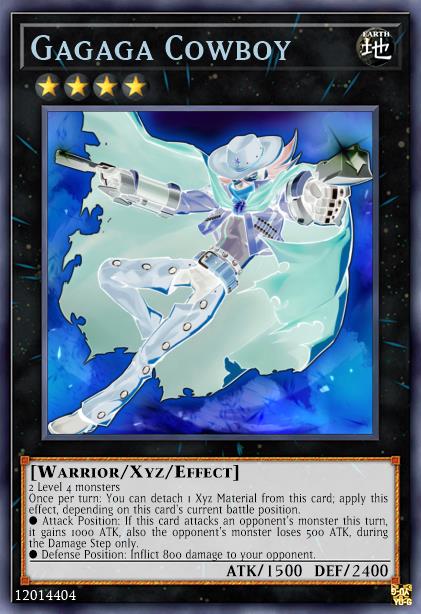 GAGAGA COWBOY
EARTH
地
[WARRIOR/XYZ/EFFECT]
2 Level 4 monsters
Once per turn: You can detach 1 Xyz Material from this card; apply this
effect, depending on this card's current battle position.
● Attack Position: If this card attacks an opponent's monster this turn,
it gains 1000 ATK, also the opponent's monster loses 500 ATK, during
the Damage Step only.
● Defense Position: Inflict 800 damage to your opponent.
ATK/1500 DEF/2400
12014404